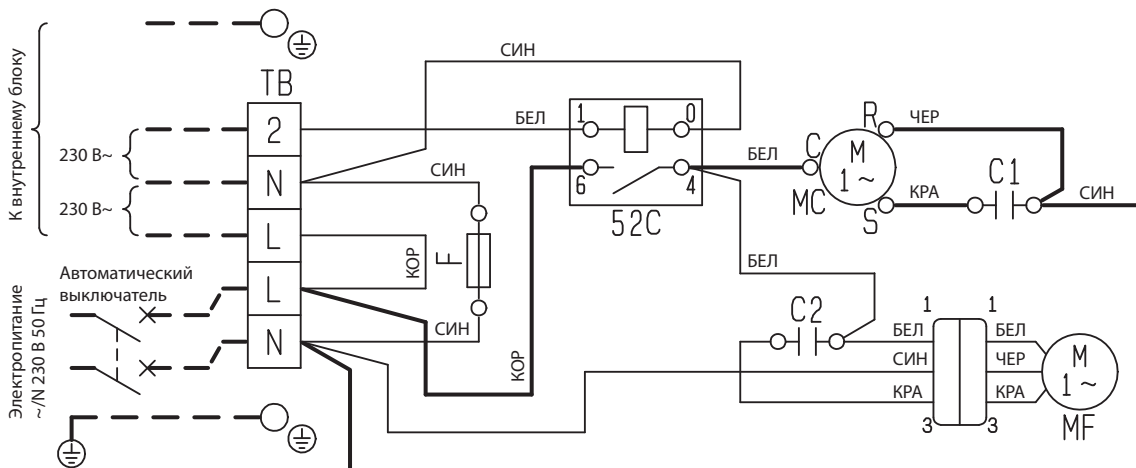 К внутреннему блоку
230 В~
230 В~
TB
2
N
L
L
N
Автоматический
выключатель
Электропитание
~/N 230 В 50 Гц
СИН
БЕЛ
СИН
КОР
F
СИН
КОР
1
0
6
4
52C
БЕЛ
БЕЛ
C
R
S
M
1 ~
MC
ЧЕР
КРА
C1
СИН
C2
БЕЛ
СИН
КРА
1
1
3
3
БЕЛ
ЧЕР
КРА
M
1 ~
MF